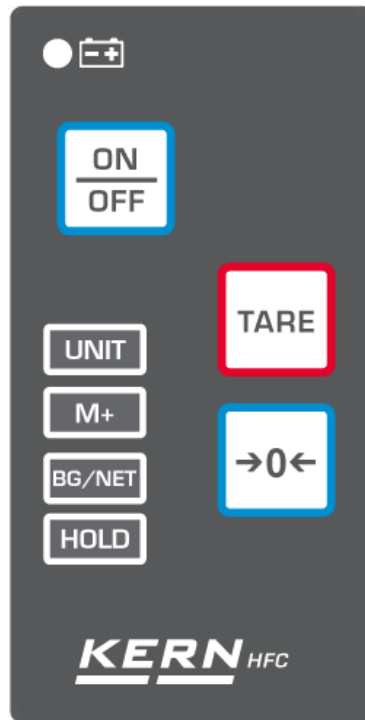 ON
OFF
TARE
UNIT
M+
BG/NET
HOLD
→0←
KERN HFC